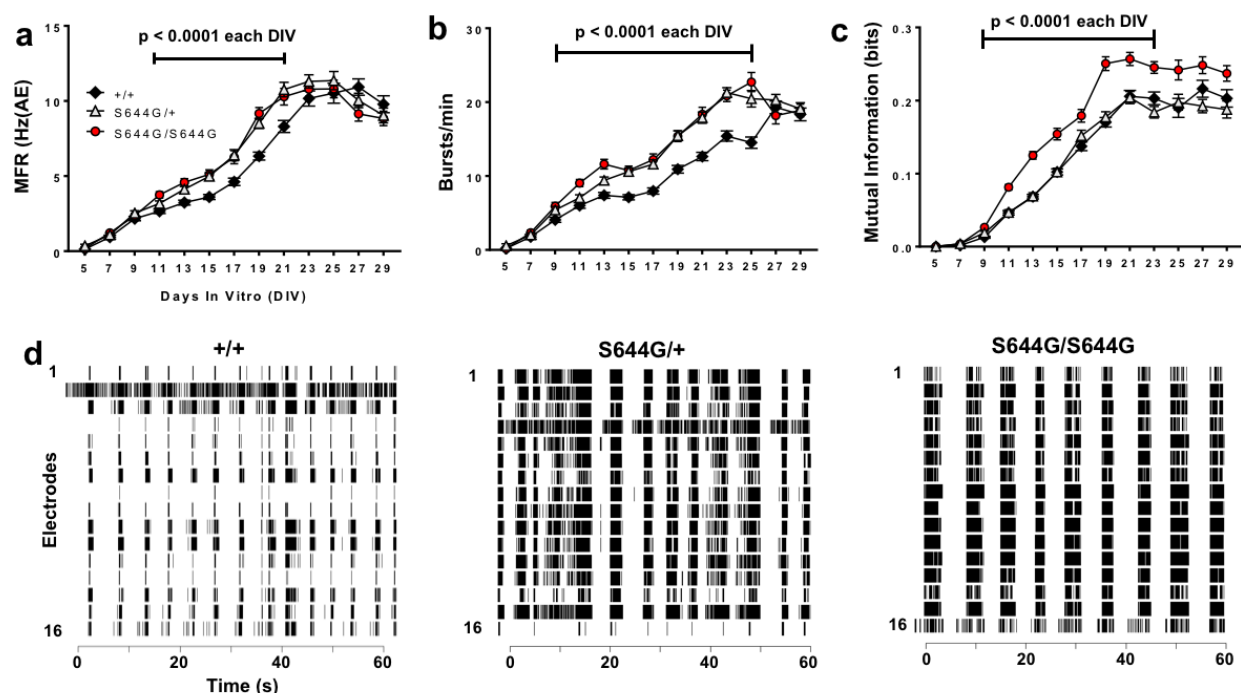 a
p < 0.0001 each DIV
MFR (Hz(AE)
15
10
5
0
+/+
S644G/+
S644G/S644G
5 7 9 11 13 15 17 19 21 23 25 27 29
Days In Vitro (DIV)
b
p < 0.0001 each DIV
Bursts/min
30
20
10
0
5 7 9 11 13 15 17 19 21 23 25 27 29
c
p < 0.0001 each DIV
Mutual Information (bits)
0.3
0.2
0.1
0.0
5 7 9 11 13 15 17 19 21 23 25 27 29
d
+/+
1
Electrodes
16
0 20 40 60
Time (s)
S644G/+
1
16
0 20 40 60
S644G/S644G
1
16
0 20 40 60